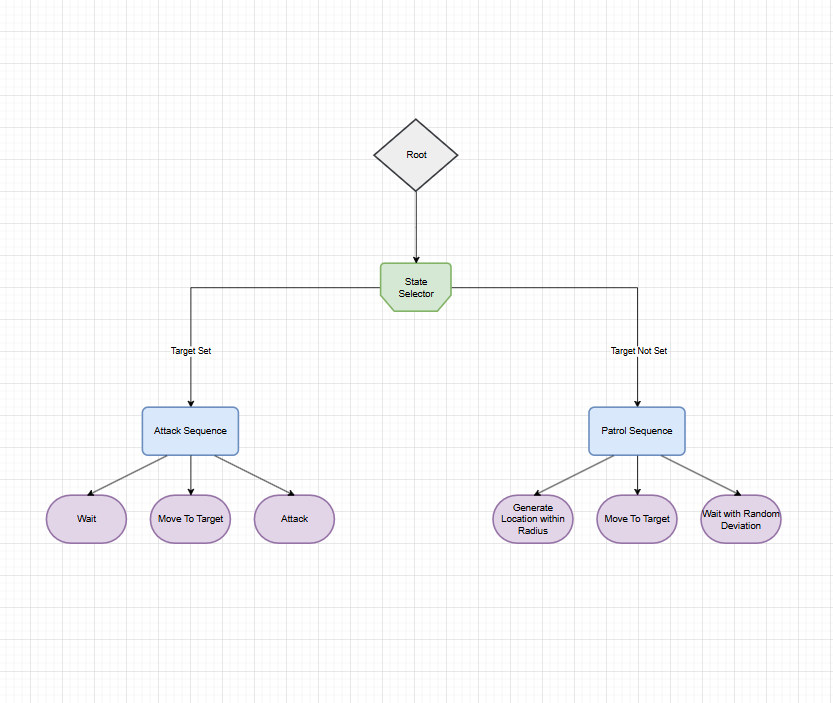 Root
State
Selector
Target Set
Target Not Set
Attack Sequence
Patrol Sequence
Wait
Move To Target
Attack
Generate
Location within
Radius
Move To Target
Wait with Random
Deviation